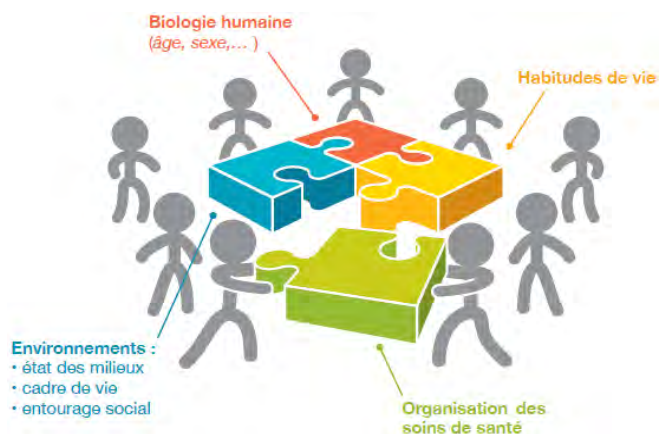 Biologie humaine
(âge, sexe,... )
Habitudes de vie
Environnements :
• état des milieux
• cadre de vie
• entourage social
Organisation des
soins de santé